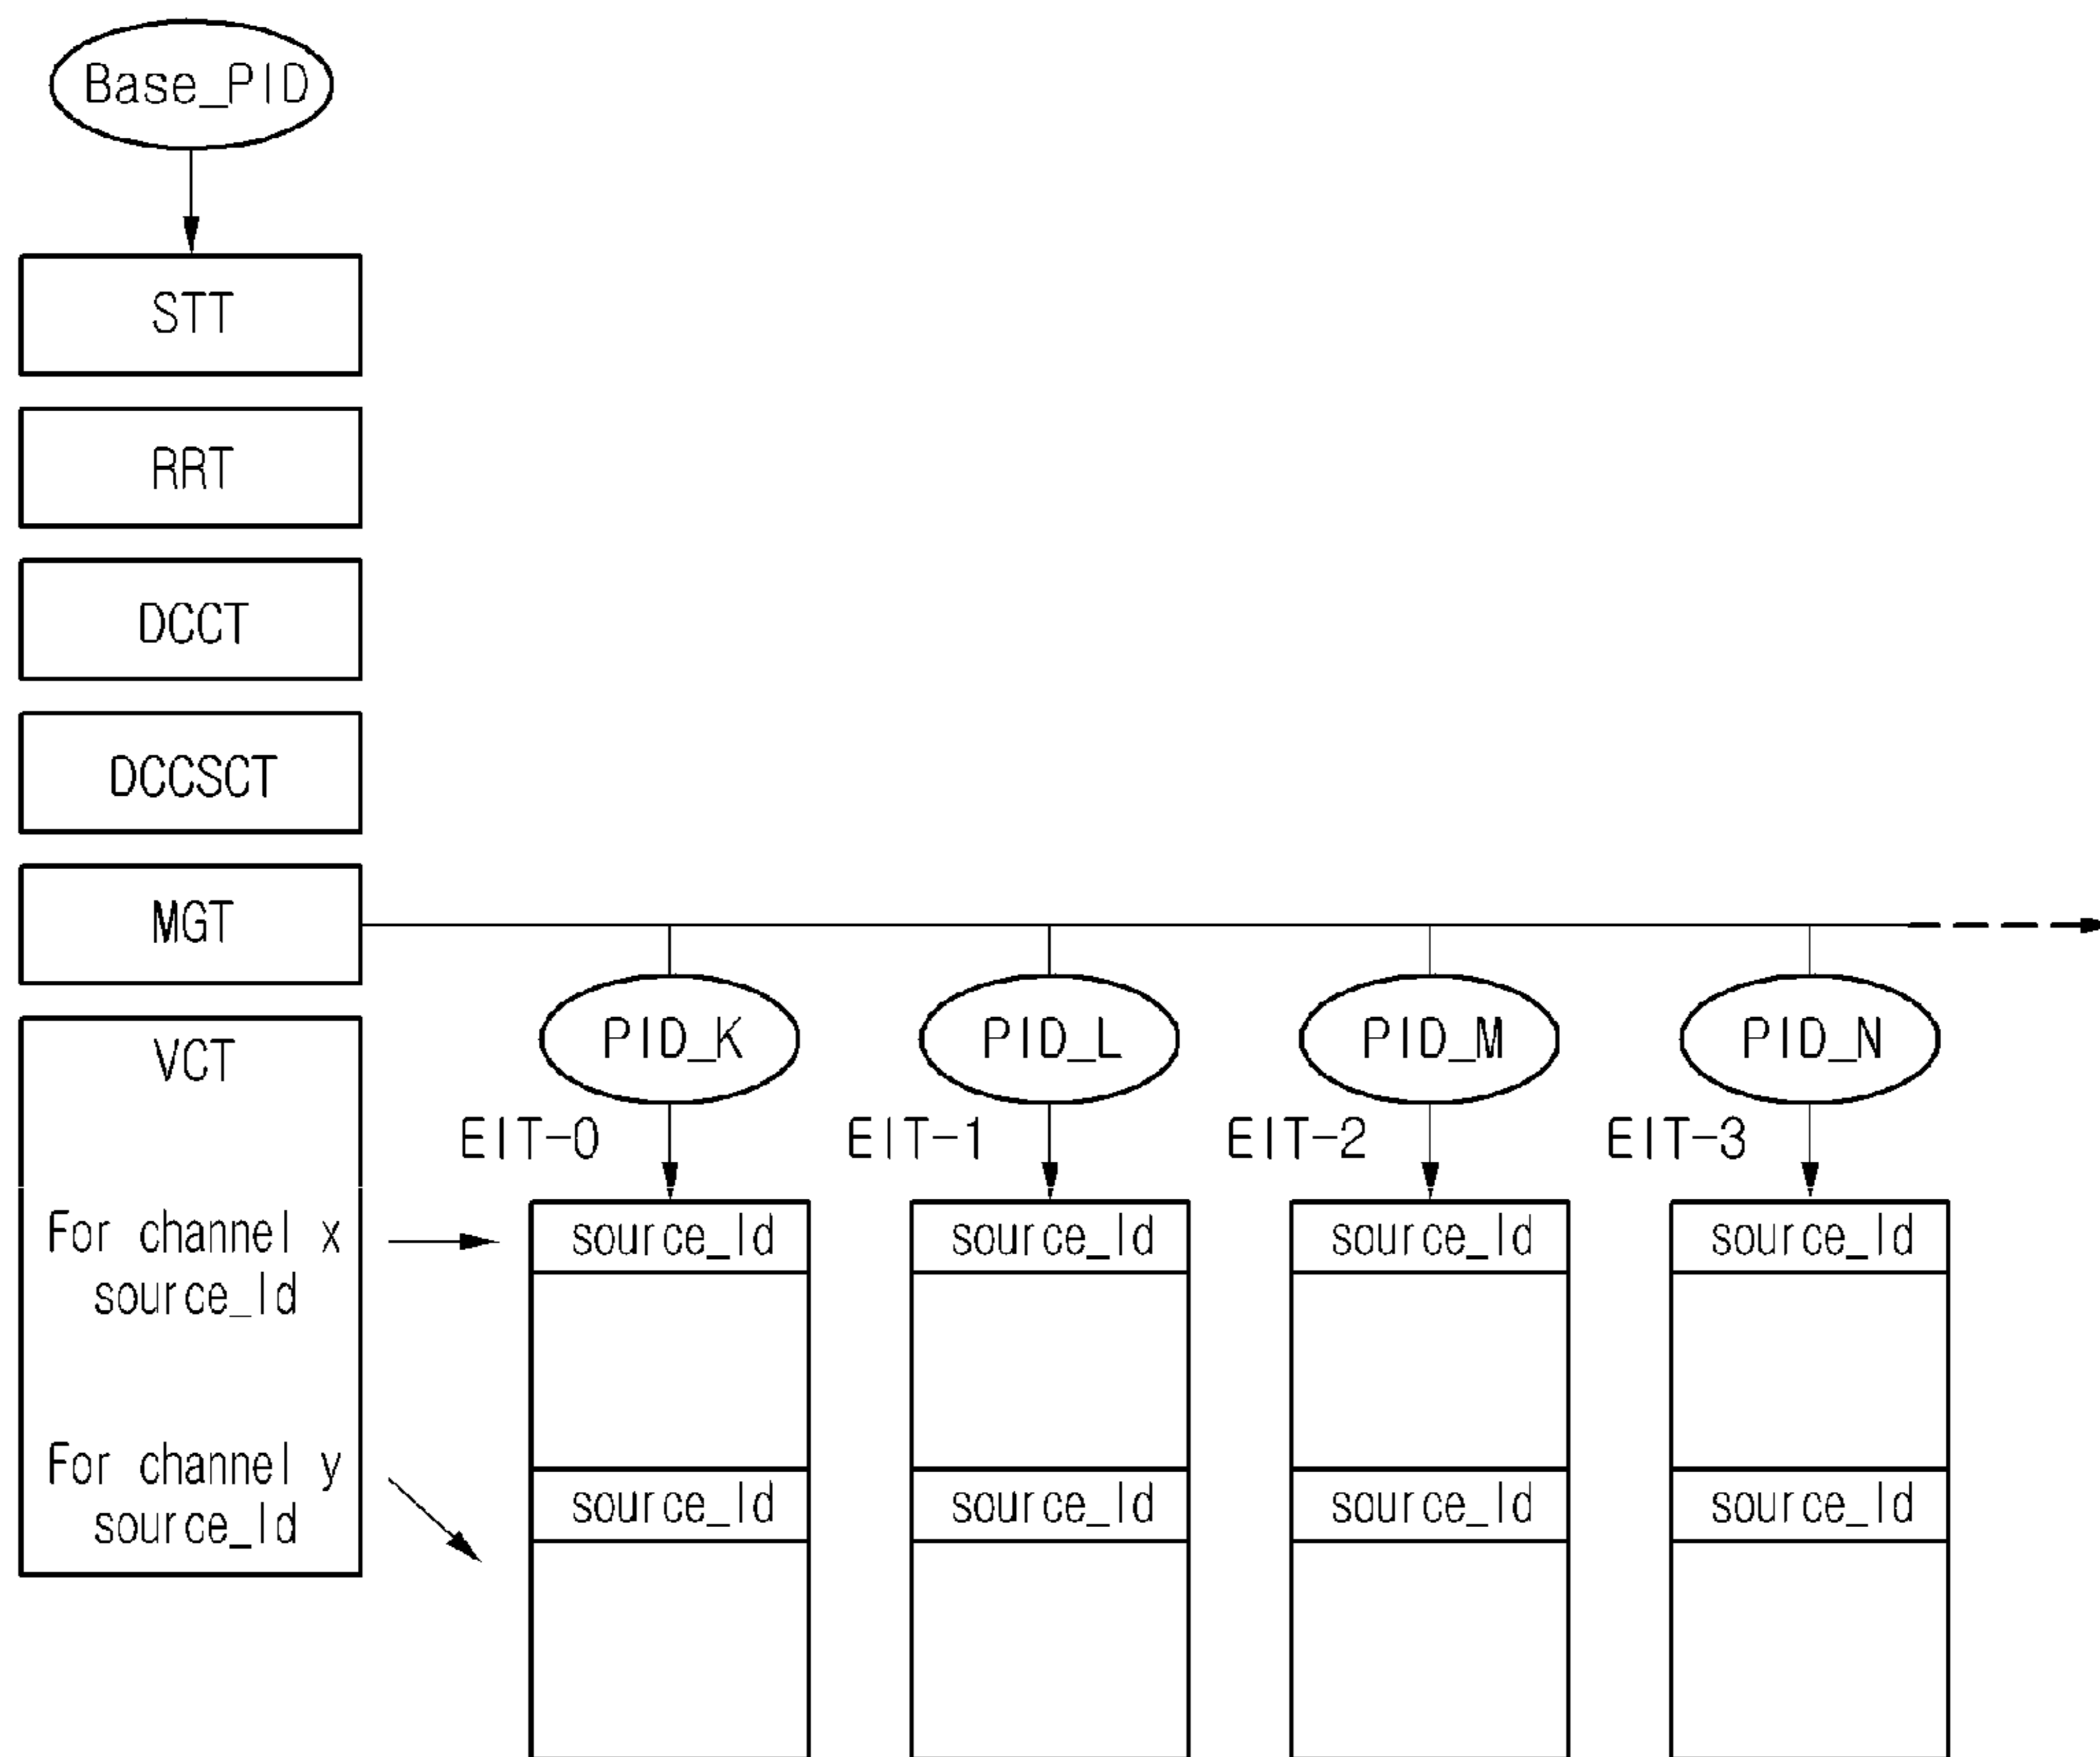 Base_PID
STT
RRT
DCCT
DCCSCT
MGT
VCT
For channel x
source_Id
For channel y
source_Id
PID_K
PID_L
PID_M
PID_N
EIT-0
EIT-1
EIT-2
EIT-3
source_Id
source_Id
source_Id
source_Id
source_Id
source_Id
source_Id
source_Id